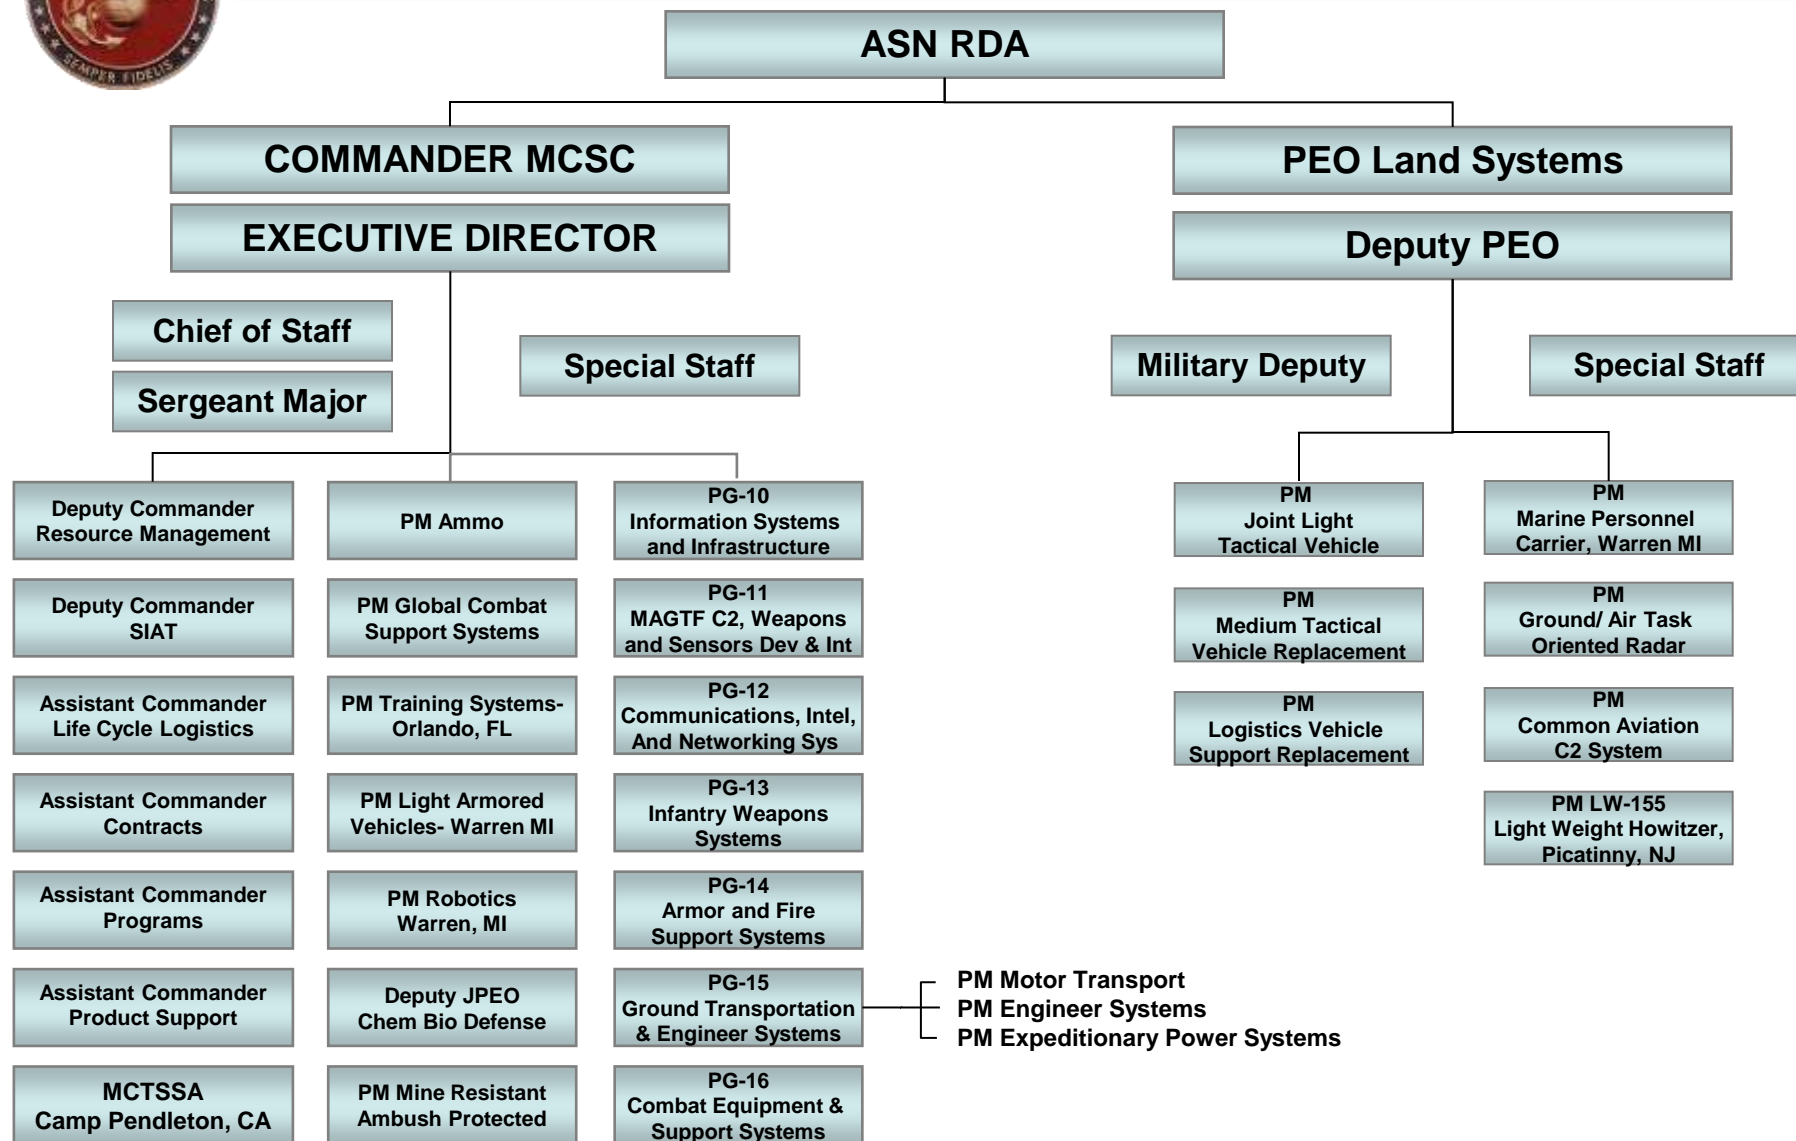 SEMPER FIDELIS
ASN RDA
COMMANDER MCSC
EXECUTIVE DIRECTOR
Chief of Staff
Sergeant Major
Special Staff
PEO Land Systems
Deputy PEO
Military Deputy
Special Staff
Deputy Commander
Resource Management
Deputy Commander
SIAT
Assistant Commander
Life Cycle Logistics
Assistant Commander
Contracts
Assistant Commander
Programs
Assistant Commander
Product Support
MCTSSA
Camp Pendleton, CA
PM Ammo
PM Global Combat
Support Systems
PM Training Systems-
Orlando, FL
PM Light Armored
Vehicles- Warren MI
PM Robotics
Warren, MI
Deputy JPEO
Chem Bio Defense
PM Mine Resistant
Ambush Protected
PG-10
Information Systems
and Infrastructure
PG-11
MAGTF C2, Weapons
and Sensors Dev & Int
PG-12
Communications, Intel,
And Networking Sys
PG-13
Infantry Weapons
Systems
PG-14
Armor and Fire
Support Systems
PG-15
Ground Transportation
& Engineer Systems
PG-16
Combat Equipment &
Support Systems
PM Motor Transport
PM Engineer Systems
PM Expeditionary Power Systems
PM
Joint Light
Tactical Vehicle
PM
Medium Tactical
Vehicle Replacement
PM
Logistics Vehicle
Support Replacement
PM
Marine Personnel
Carrier, Warren MI
PM
Ground/ Air Task
Oriented Radar
PM
Common Aviation
C2 System
PM LW-155
Light Weight Howitzer,
Picatinny, NJ